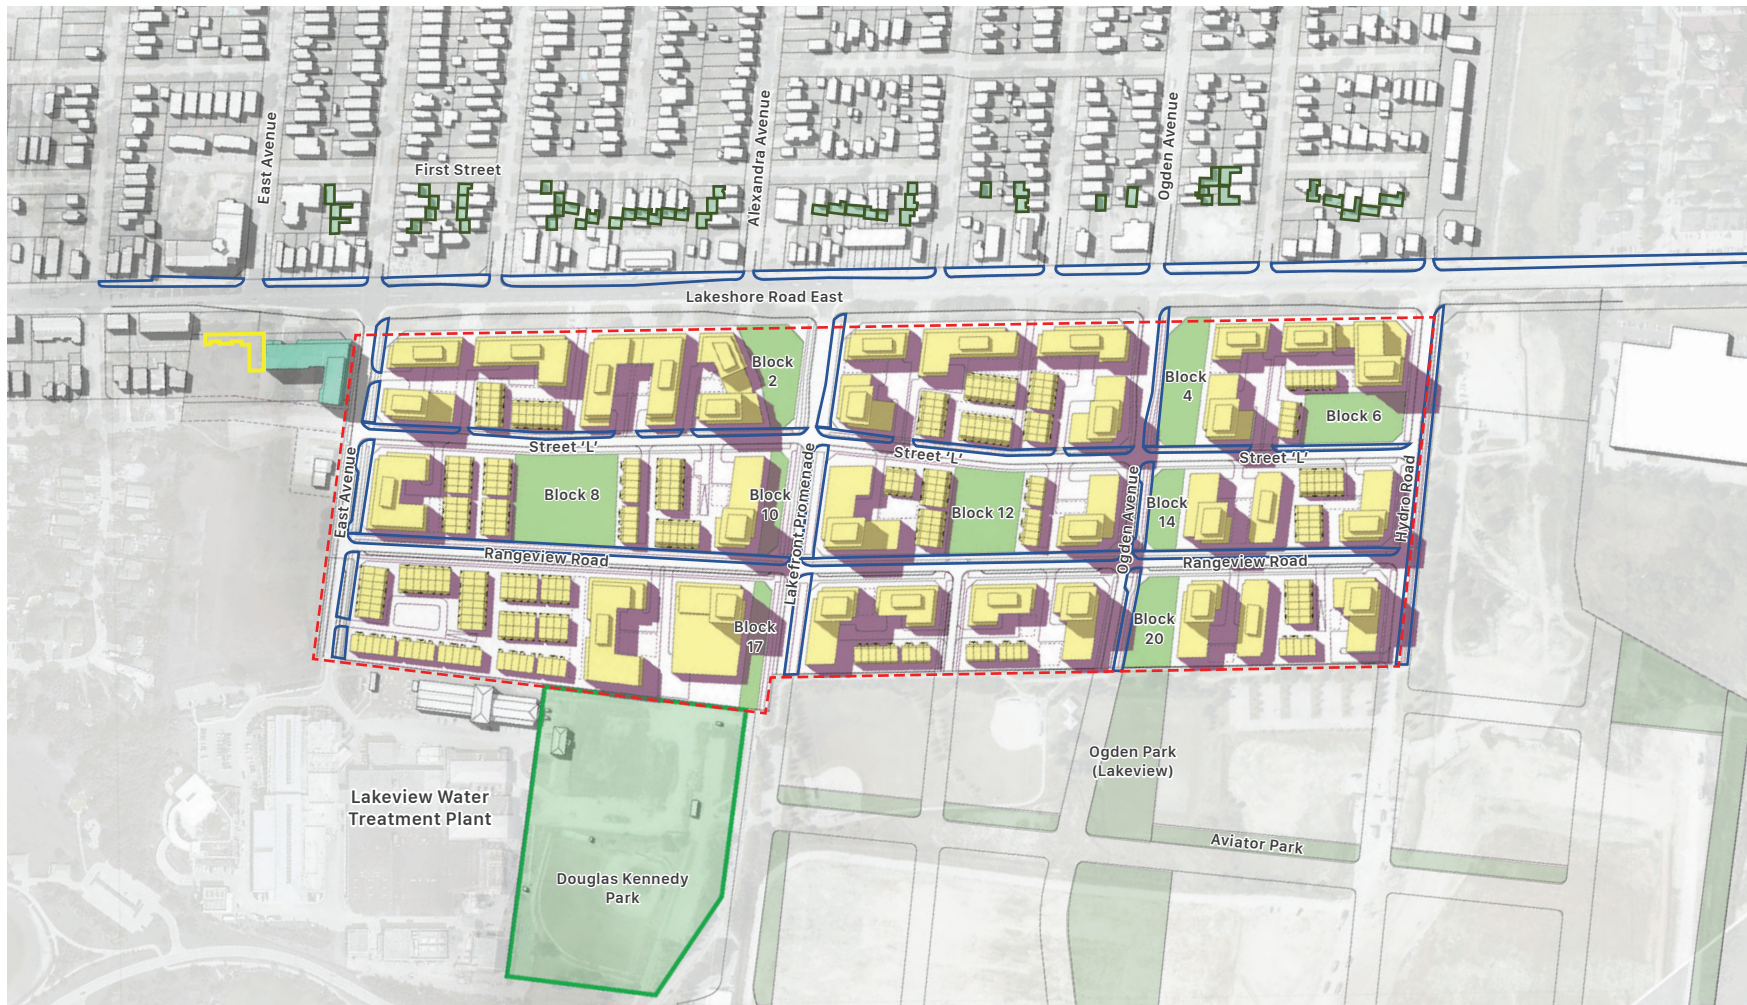 First Street
East Avenue
Alexandra Avenue
Ogden Avenue
Lakeshore Road East
Block
2
Block
4
Block 6
Street ‘L’
Street ‘L’
Street ‘L’
East Avenue
Block 8
Block
10
Lakefront Promenade
Block 12
Ogden Avenue
Block
14
Hydro Road
Rangeview Road
Rangeview Road
Block
17
Block
20
Ogden Park
(Lakeview)
Lakeview Water
Treatment Plant
Aviator Park
Douglas Kennedy
Park